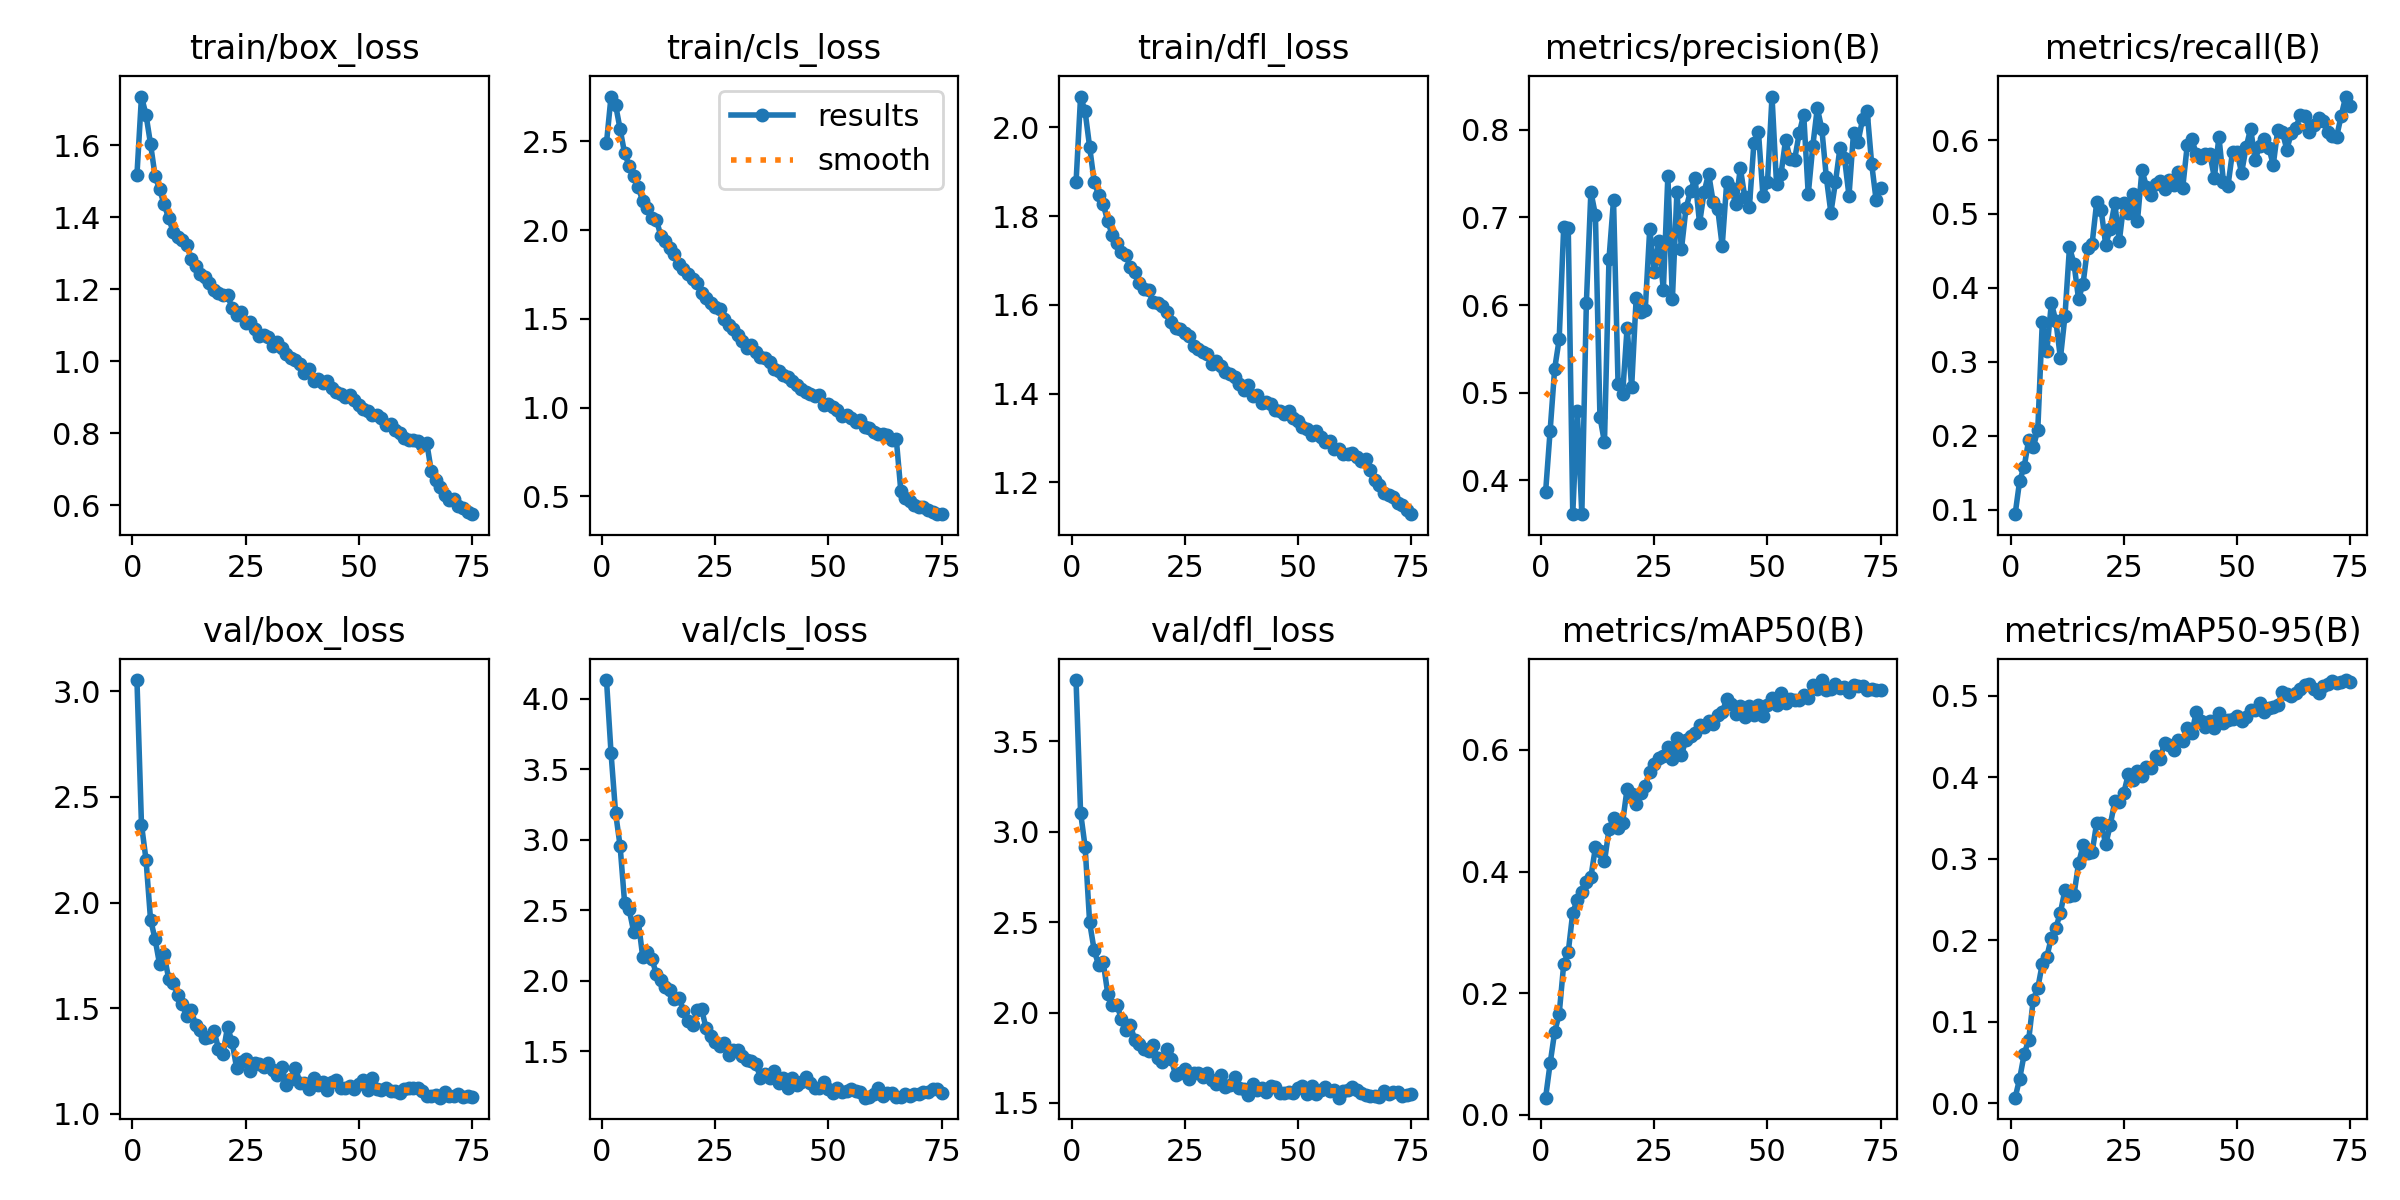 train/box_loss
1.6
1.4
1.2
1.0
0.8
0.6
0 25 50 75
train/cls_loss
results
smooth
2.5
2.0
1.5
1.0
0.5
0 25 50 75
train/dfl_loss
2.0
1.8
1.6
1.4
1.2
0 25 50 75
metrics/precision(B)
0.8
0.7
0.6
0.5
0.4
0 25 50 75
metrics/recall(B)
0.6
0.5
0.4
0.3
0.2
0.1
0 25 50 75
val/box_loss
3.0
2.5
2.0
1.5
1.0
0 25 50 75
val/cls_loss
4.0
3.5
3.0
2.5
2.0
1.5
0 25 50 75
val/dfl_loss
3.5
3.0
2.5
2.0
1.5
0 25 50 75
metrics/mAP50(B)
0.6
0.4
0.2
0.0
0 25 50 75
metrics/mAP50-95(B)
0.5
0.4
0.3
0.2
0.1
0.0
0 25 50 75